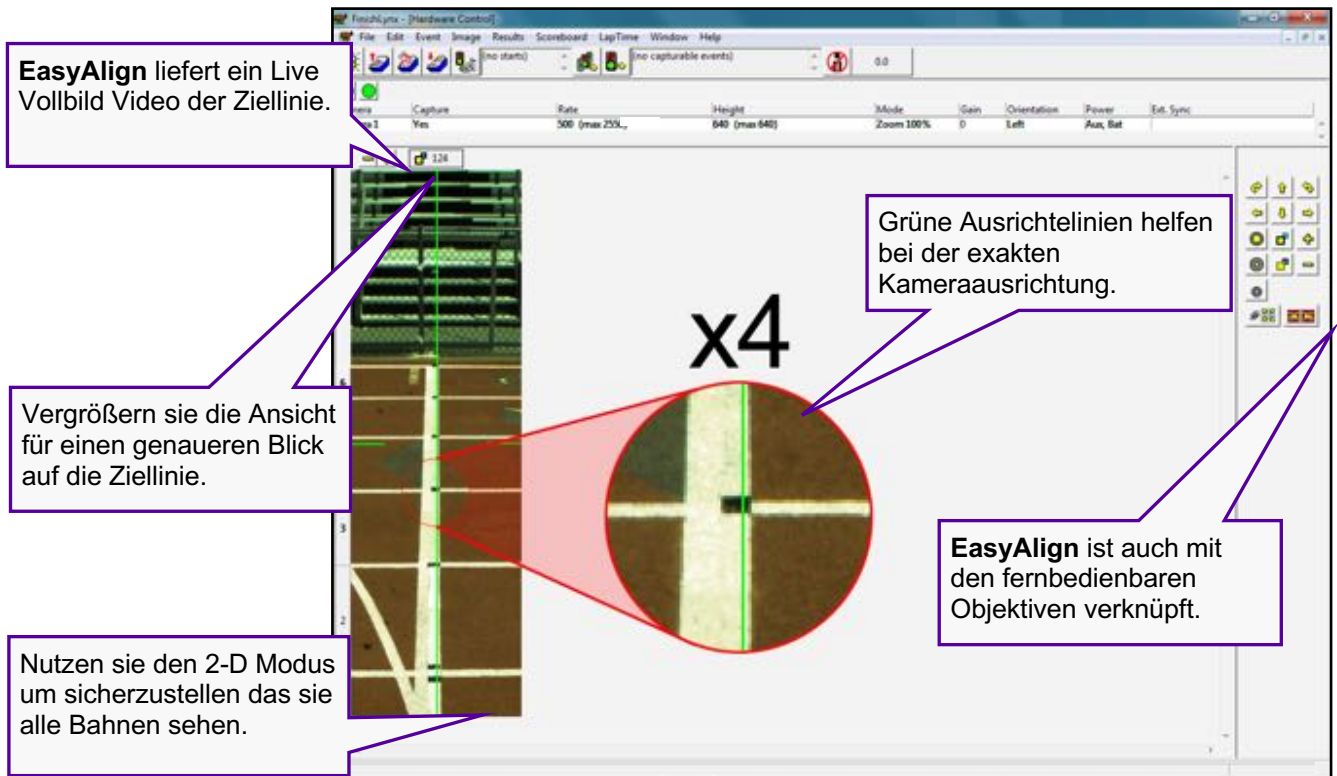 FinishLynx - [Hardware Control]
File Edit Event Image Results Scoreboard LapTime Window Help
(no starts) (no capturable events) 0.0
Capture Rate Height Mode Gain Orientation Power Ext. Sync
Yes 500 (max 640 (max 640) Zoom 100% 0 Left Aux, Bat
124
EasyAlign liefert ein Live
Vollbild Video der Ziellinie.
Grüne Ausrichtelinien helfen
bei der exakten
Kameraausrichtung.
x4
Vergrößern sie die Ansicht
für einen genaueren Blick
auf die Ziellinie.
3
2
EasyAlign ist auch mit
den fernbedienbaren
Objektiven verknüpft.
Nutzen sie den 2-D Modus
um sicherzustellen das sie
alle Bahnen sehen.